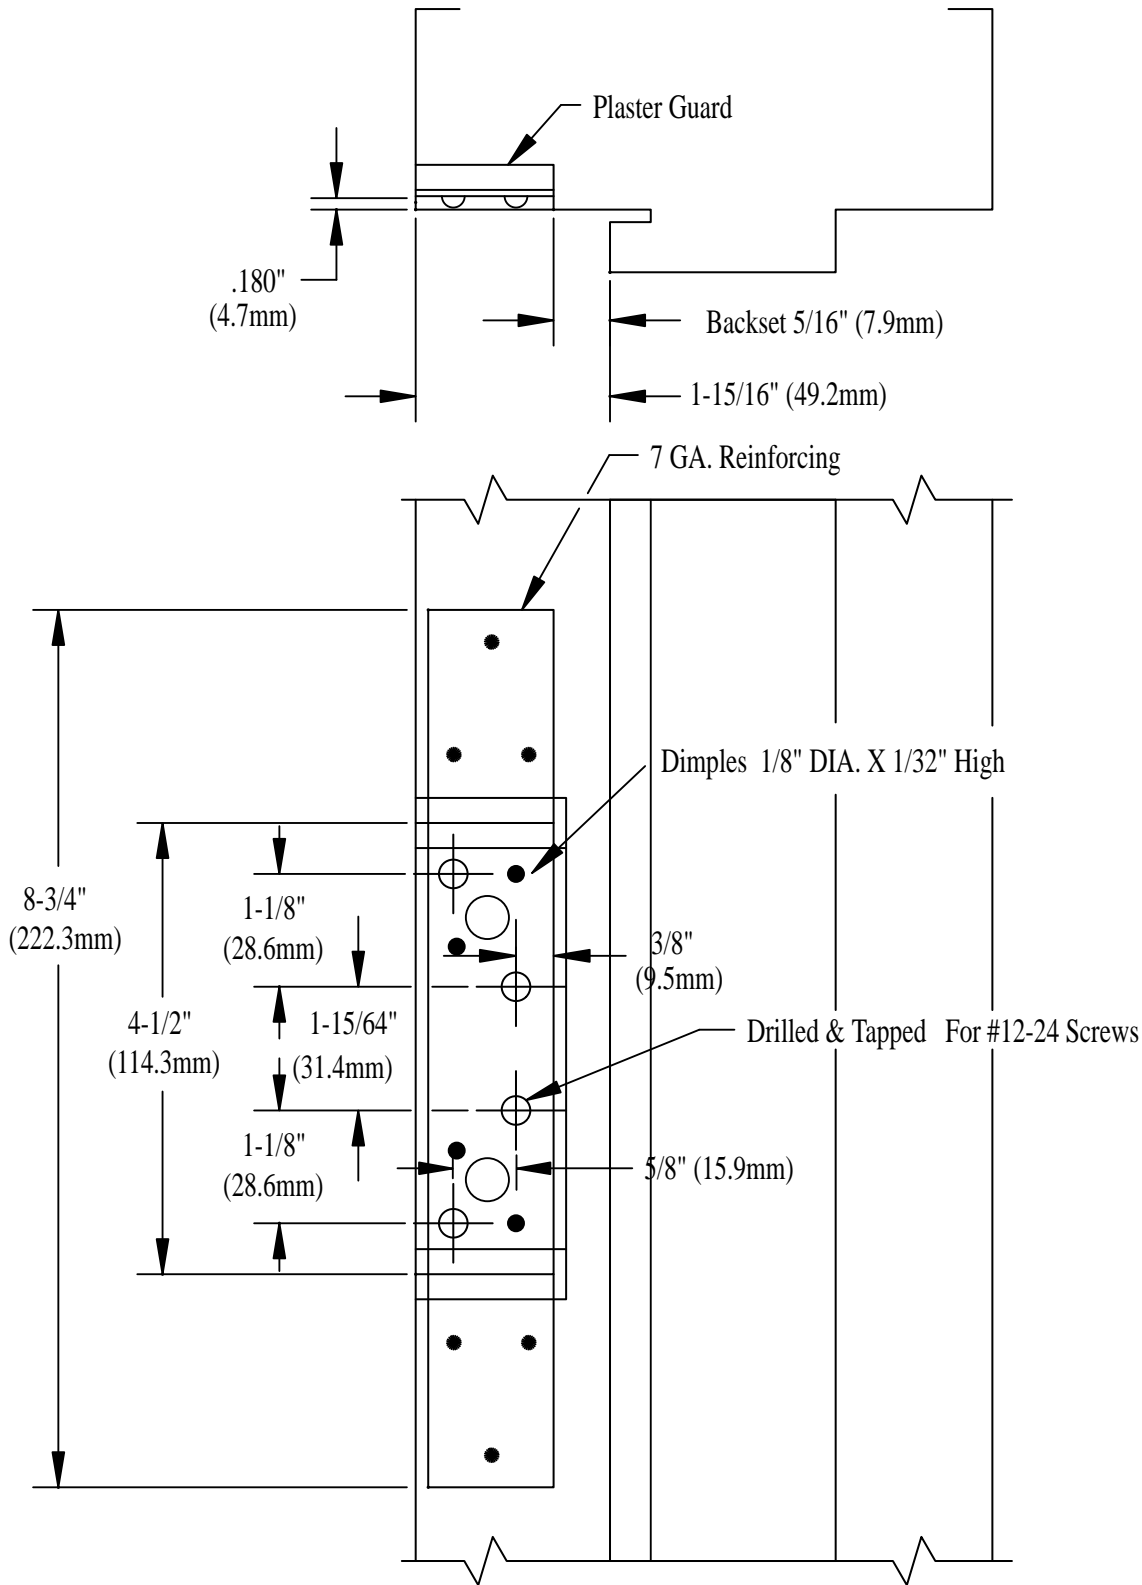 Plaster Guard
.180"
(4.7mm)
Backset 5/16" (7.9mm)
1-15/16" (49.2mm)
7 GA. Reinforcing
Dimples 1/8" DIA. X 1/32" High
8-3/4"
(222.3mm)
1-1/8"
(28.6mm)
3/8"
(9.5mm)
4-1/2"
(114.3mm)
1-15/64"
(31.4mm)
Drilled & Tapped For #12-24 Screws
1-1/8"
(28.6mm)
5/8" (15.9mm)